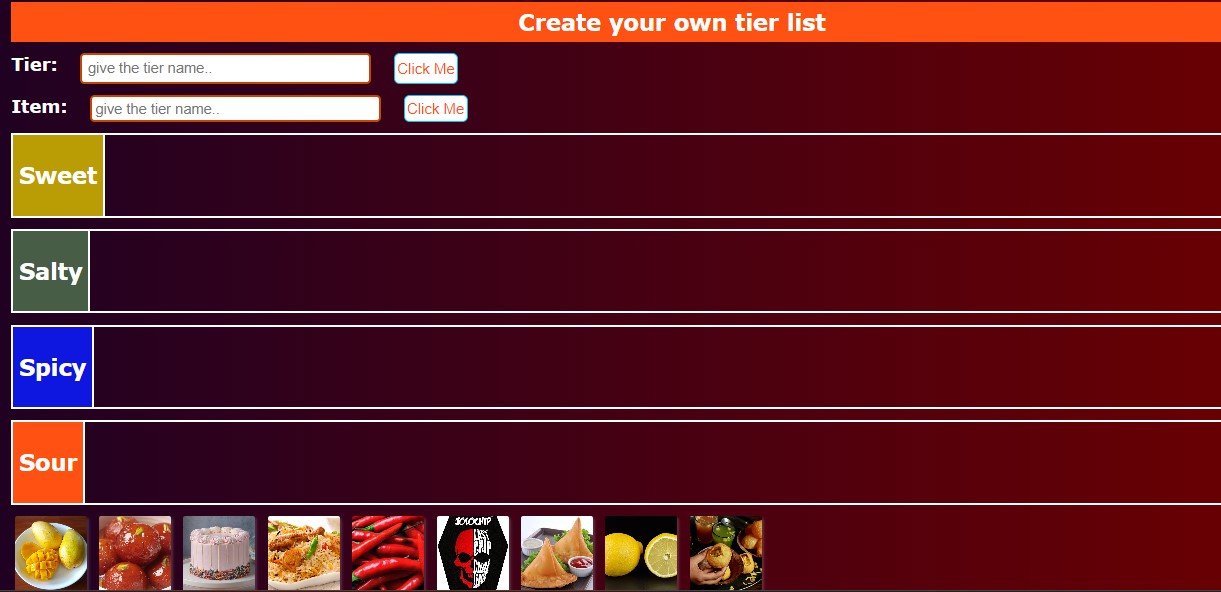 Create your own tier list
Tier: give the tier name.. Click Me
Item: give the tier name.. Click Me
Sweet
Salty
Spicy
Sour